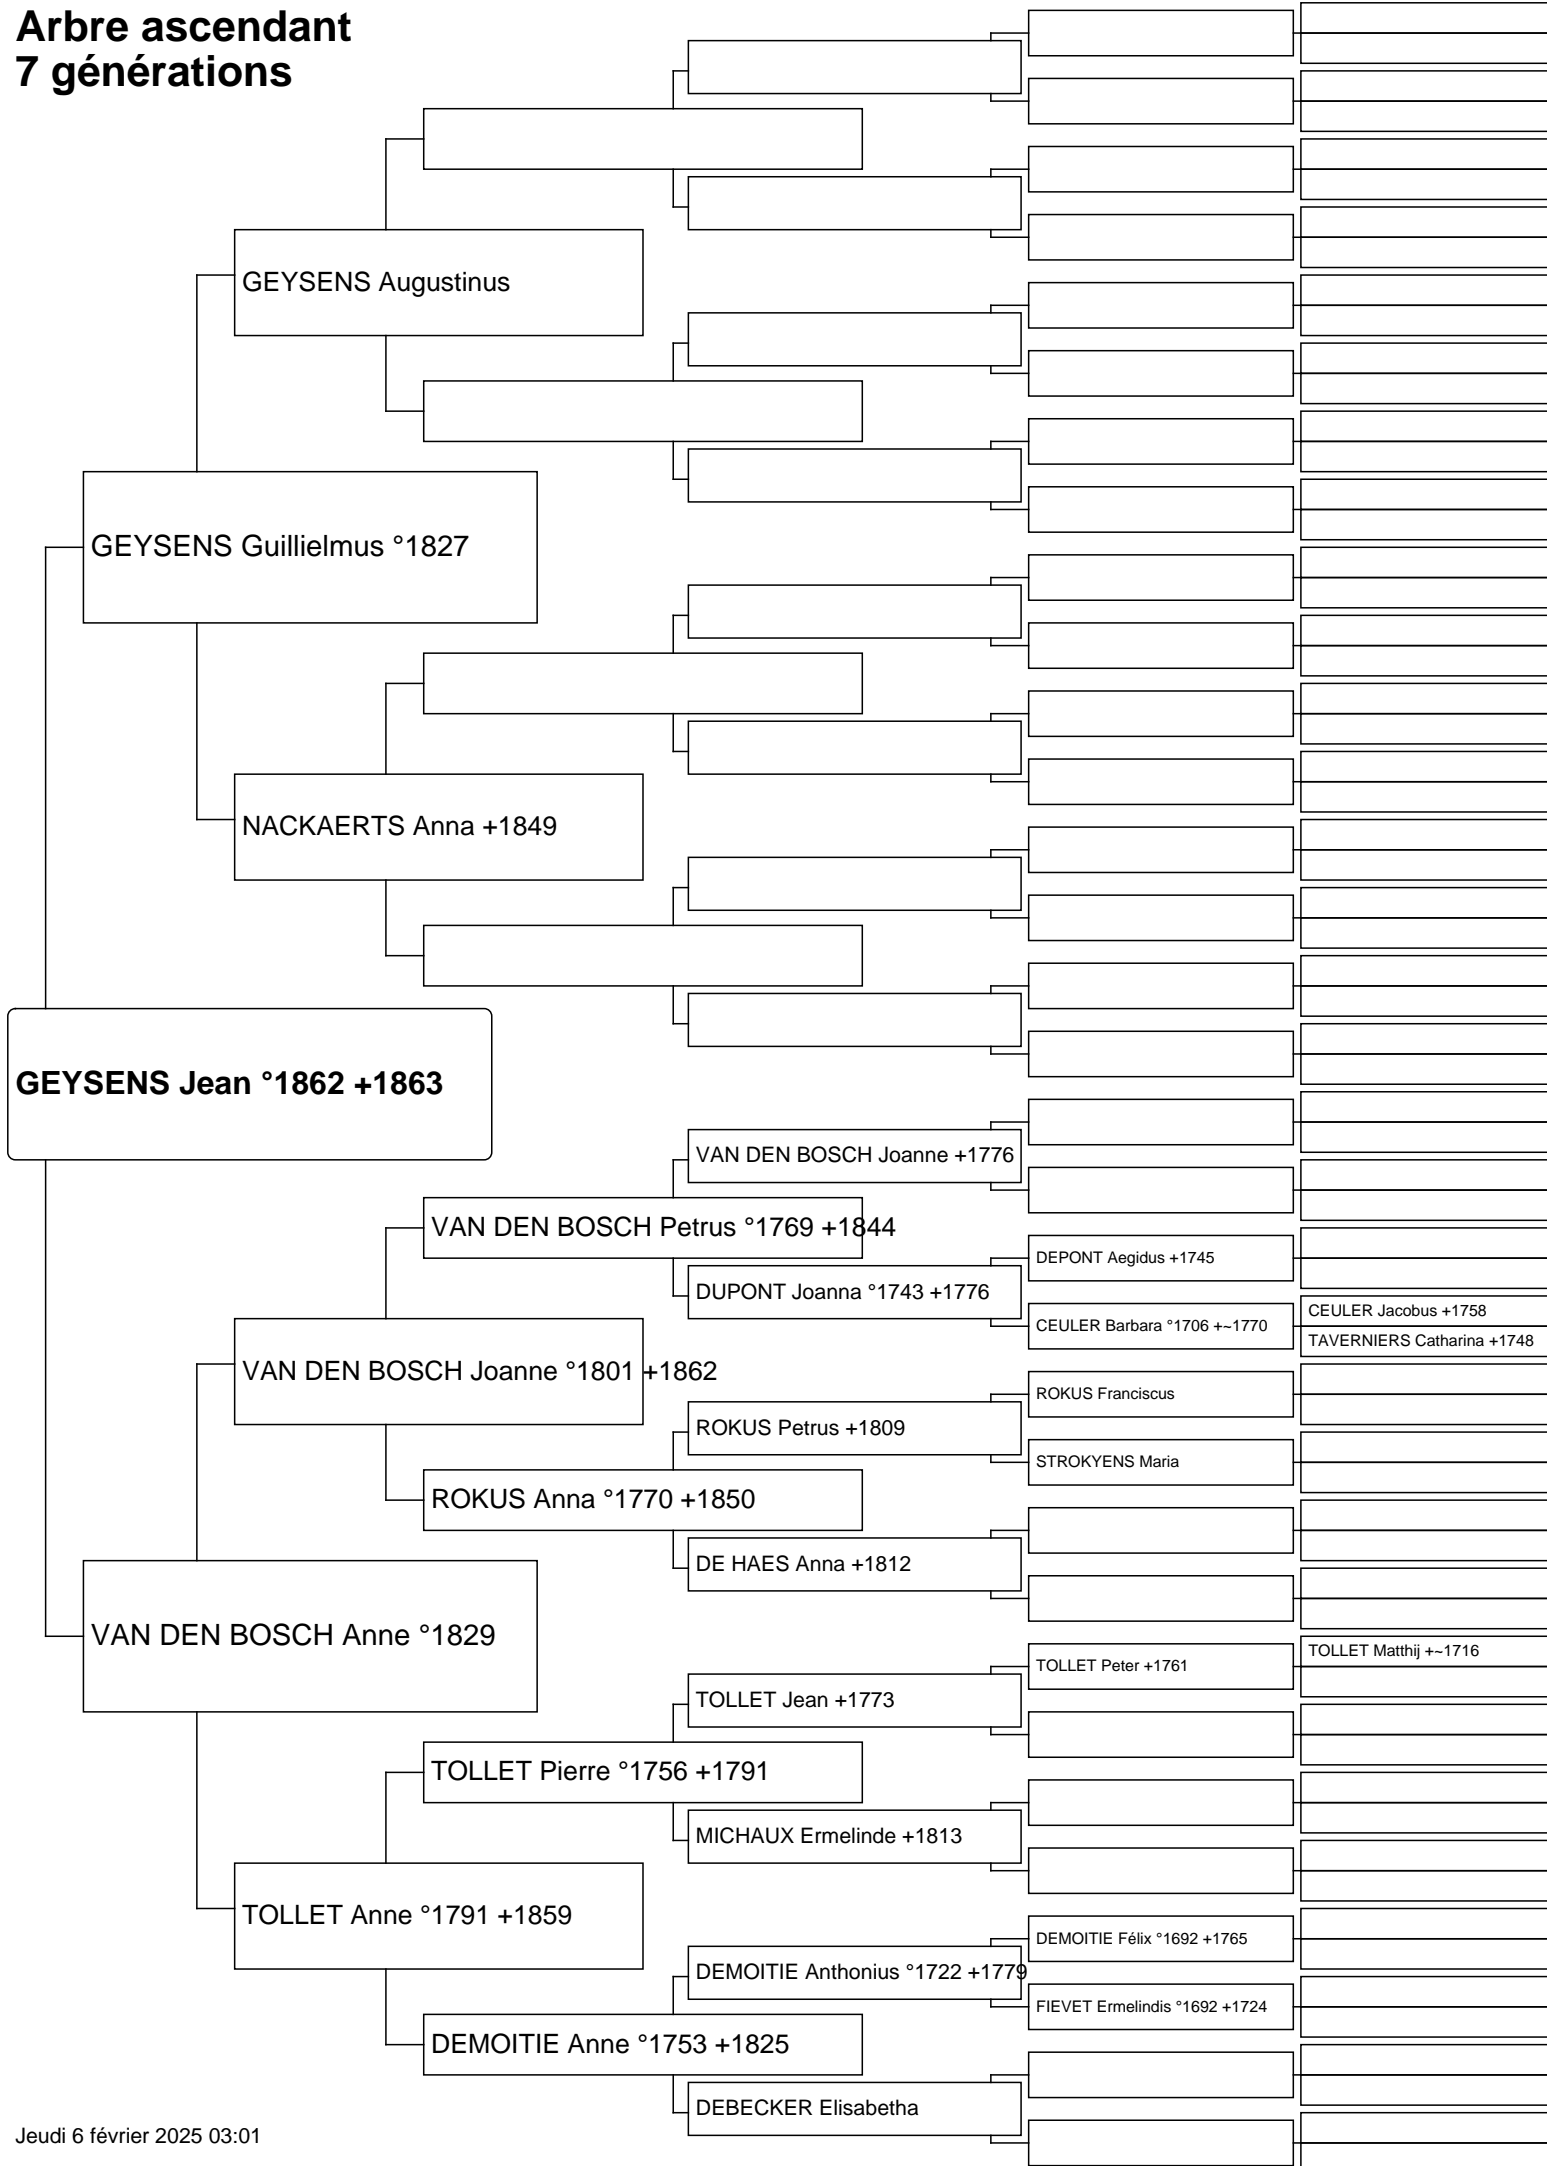 Arbre ascendant
7 générations
GEYSENS Augustinus
GEYSENS Guillielmus °1827
NACKAERTS Anna +1849
GEYSENS Jean °1862 +1863
VAN DEN BOSCH Joanne +1776
VAN DEN BOSCH Petrus °1769 +1844
DEPONT Aegidus +1745
DUPONT Joanna °1743 +1776
CEULER Jacobus +1758
CEULER Barbara °1706 +~1770
TAVERNIERS Catharina +1748
VAN DEN BOSCH Joanne °1801 +1862
ROKUS Franciscus
ROKUS Petrus +1809
STROKYENS Maria
ROKUS Anna °1770 +1850
DE HAES Anna +1812
VAN DEN BOSCH Anne °1829
TOLLET Matthij +~1716
TOLLET Peter +1761
TOLLET Jean +1773
TOLLET Pierre °1756 +1791
MICHAUX Ermelinde +1813
TOLLET Anne °1791 +1859
DEMOITIE Félix °1692 +1765
DEMOITIE Anthonius °1722 +1779
FIEVET Ermelindis °1692 +1724
DEMOITIE Anne °1753 +1825
DEBECKER Elisabetha
Jeudi 6 février 2025 03:01